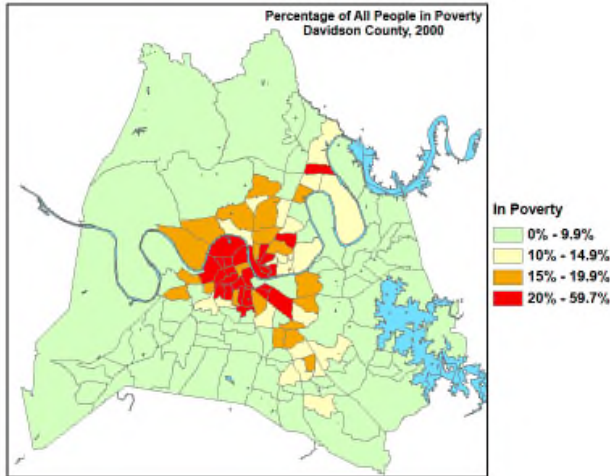 Percentage of All People in Poverty
Davidson County, 2000
In Poverty
0% - 9.9%
10% - 14.9%
15% - 19.9%
20% - 59.7%